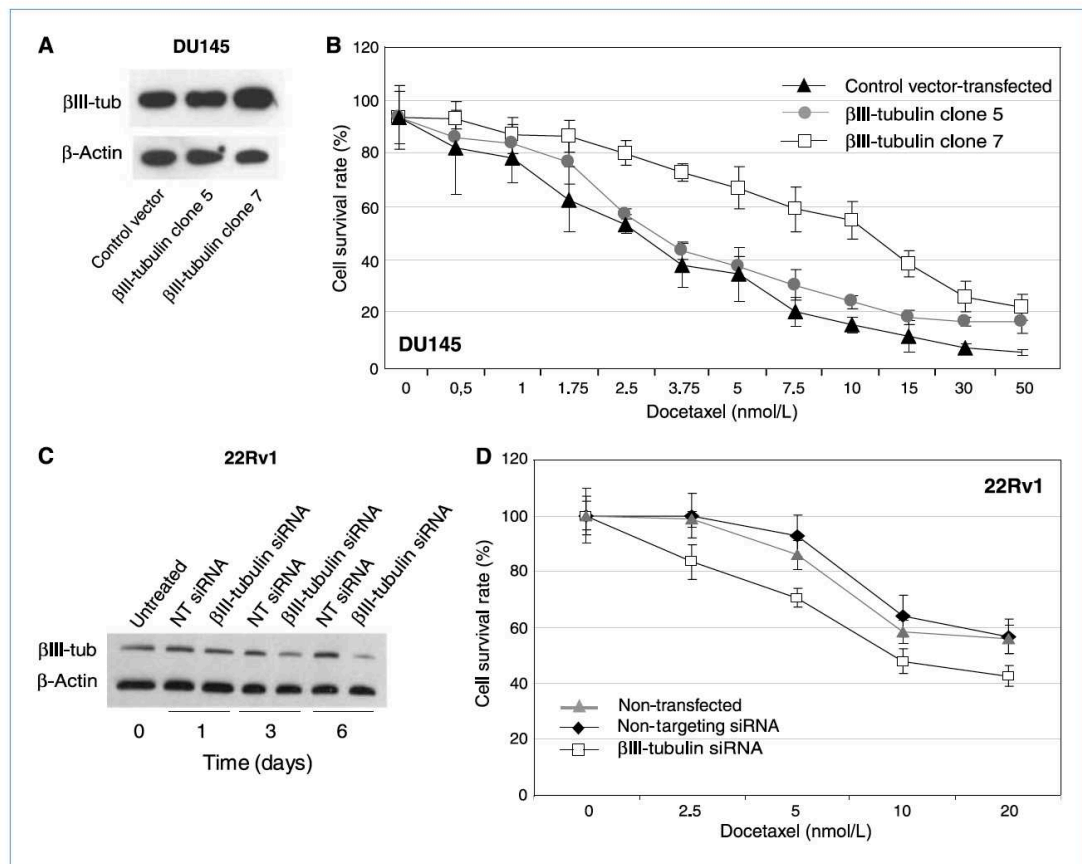 A
DU145
βIII-tub
β-Actin
Control vector
βIII-tubulin clone 5
βIII-tubulin clone 7
B
120
100
80
60
40
20
0
Cell survival rate (%)
Control vector-transfected
βIII-tubulin clone 5
βIII-tubulin clone 7
DU145
0 0,5 1 1.75 2.5 3.75 5 7.5 10 15 30 50
Docetaxel (nmol/L)
C
22Rv1
Untreated
NT siRNA
βIII-tubulin siRNA
NT siRNA
βIII-tubulin siRNA
NT siRNA
βIII-tubulin siRNA
βIII-tub
β-Actin
0 1 3 6
Time (days)
D
22Rv1
120
100
80
60
40
20
0
Cell survival rate (%)
Non-transfected
Non-targeting siRNA
βIII-tubulin siRNA
0 2.5 5 10 20
Docetaxel (nmol/L)